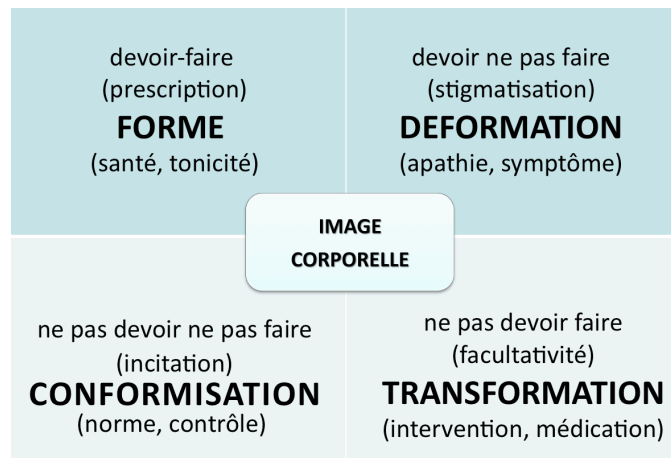 devoir-faire
(prescription)
FORME
(santé, tonicité)
devoir ne pas faire
(stigmatisation)
DEFORMATION
(apathie, symptôme)
IMAGE
CORPORELLE
ne pas devoir ne pas faire
(incitation)
CONFORMISATION
(norme, contrôle)
ne pas devoir faire
(facultativité)
TRANSFORMATION
(intervention, médication)